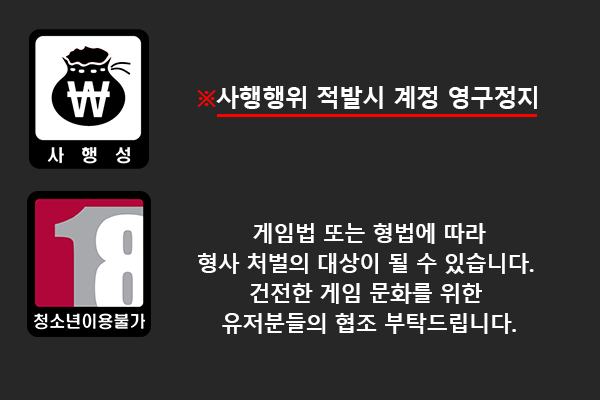 ₩
사행성
※사행행위 적발시 계정 영구정지
18
청소년이용불가
게임법 또는 형법에 따라
형사 처벌의 대상이 될 수 있습니다.
건전한 게임 문화를 위한
유저분들의 협조 부탁드립니다.